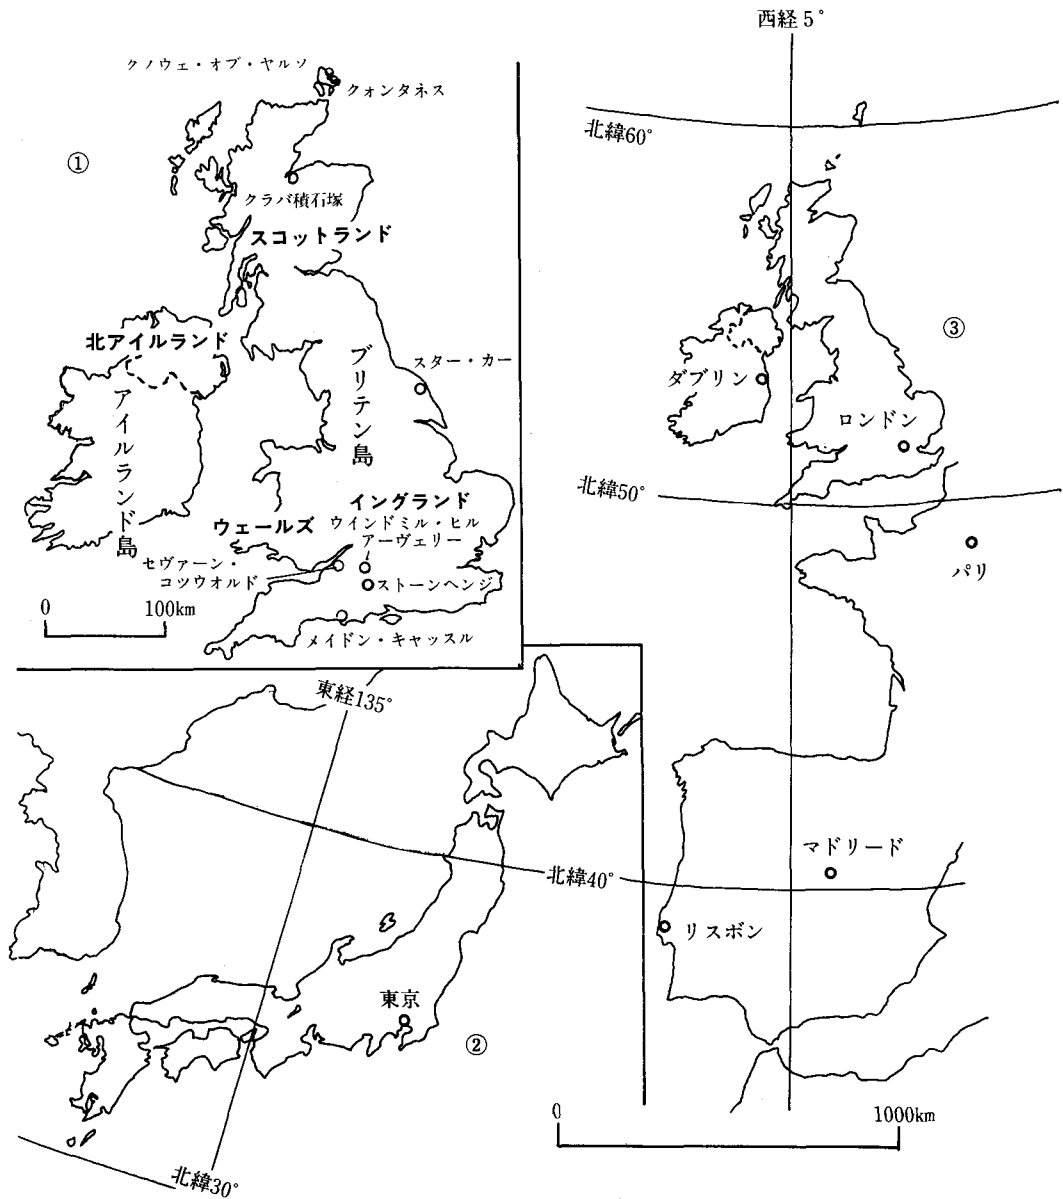 ①
クノウェ・オブ・ヤルソ
クォンタネス
クラバ積石塚
スコットランド
北アイルランド
アイルランド島
ブリテン島
スター・カー
イングランド
ウェールズ
ウインドミル・ヒル
アーヴェリー
セヴァーン・
コツウオルド
ストーンヘンジ
メイドン・キャッスル
0 100km
東経135°
北緯40°
東京
②
北緯30°
西経5°
北緯60°
③
ダブリン
ロンドン
北緯50°
パリ
マドリード
リスボン
0 1000km